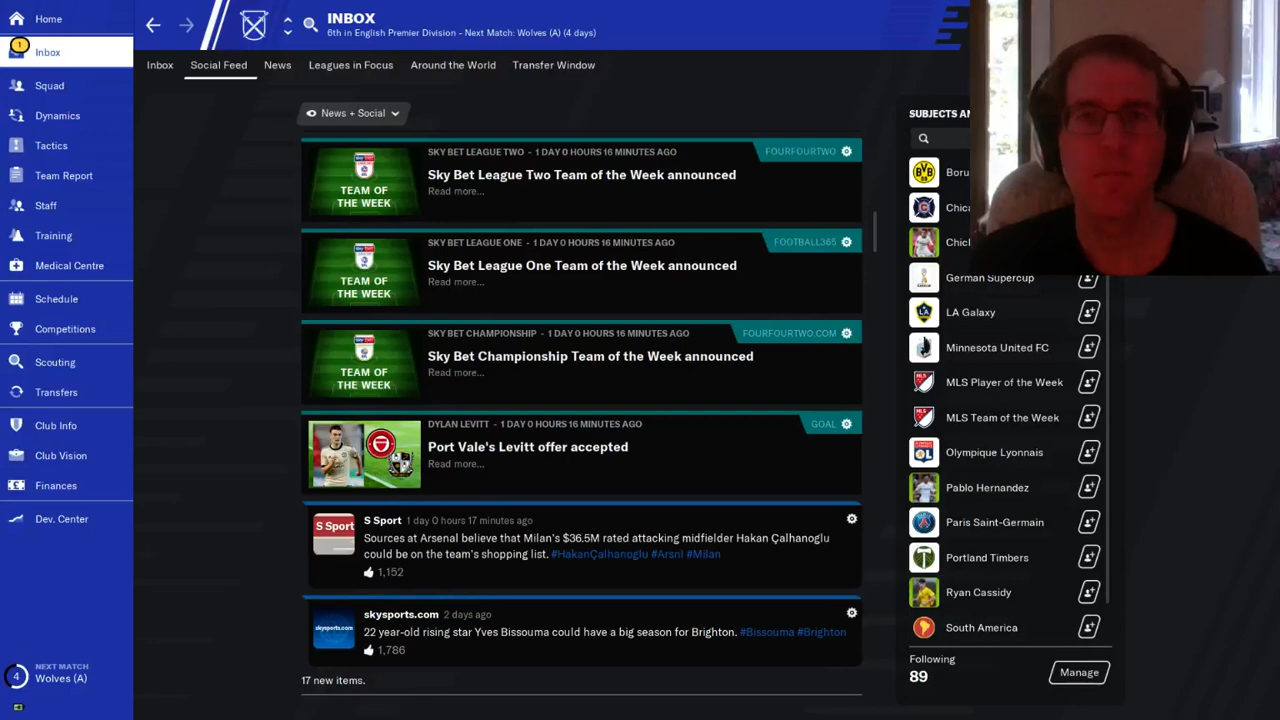 Home
1
Inbox
Squad
Dynamics
Tactics
Team Report
Staff
Training
Medical Centre
Schedule
Competitions
Scouting
Transfers
Club Info
Club Vision
Finances
Dev. Center
4
NEXT MATCH
Wolves (A)
INBOX
6th in English Premier Division - Next Match: Wolves (A) (4 days)
Inbox Social Feed News Leagues in Focus Around the World Transfer Window
News + Social
SKY BET LEAGUE TWO - 1 DAY 0 HOURS 16 MINUTES AGO FOURFOURTWO
Sky Bet League Two Team of the Week announced
Read more...
TEAM OF
THE WEEK
SKY BET LEAGUE ONE - 1 DAY 0 HOURS 16 MINUTES AGO FOOTBALL365
Sky Bet League One Team of the Week announced
Read more...
TEAM OF
THE WEEK
SKY BET CHAMPIONSHIP - 1 DAY 0 HOURS 16 MINUTES AGO FOURFOURTWO.COM
Sky Bet Championship Team of the Week announced
Read more...
TEAM OF
THE WEEK
DYLAN LEVITT - 1 DAY 0 HOURS 16 MINUTES AGO GOAL
Port Vale's Levitt offer accepted
Read more...
S Sport
S Sport 1 day 0 hours 17 minutes ago
Sources at Arsenal believe that Milan's $36.5M rated attacking midfielder Hakan Çalhanoglu
could be on the team's shopping list. #HakanÇalhanoglu #Arsnl #Milan
1,152
skysports.com
skysports.com 2 days ago
22 year-old rising star Yves Bissouma could have a big season for Brighton. #Bissouma #Brighton
1,786
17 new items.
SUBJECTS AN
Boru
Chica
Chic
German Supercup
LA Galaxy
Minnesota United FC
MLS Player of the Week
MLS Team of the Week
Olympique Lyonnais
Pablo Hernandez
Paris Saint-Germain
Portland Timbers
Ryan Cassidy
South America
Following
89
Manage